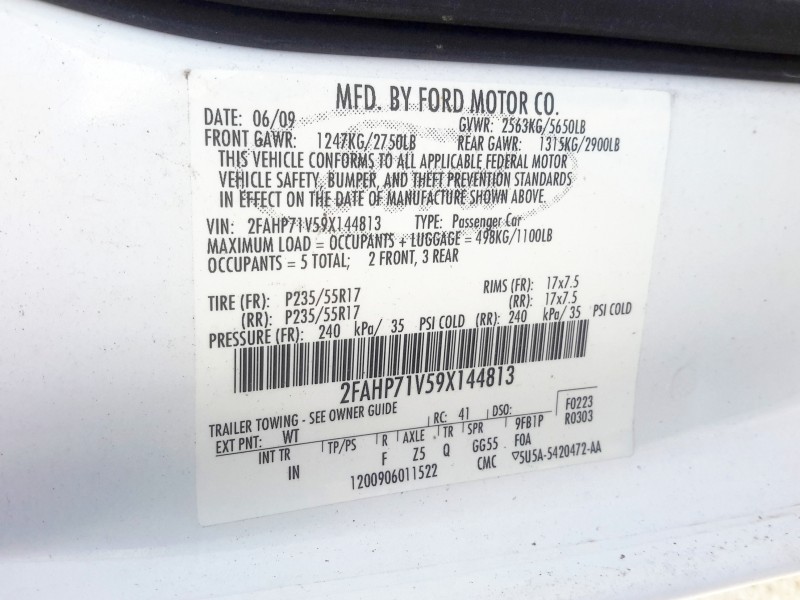 MFD. BY FORD MOTOR CO.
DATE: 06/09 GVWR: 2563KG/5650LB
FRONT GAWR: 1247KG/2750LB REAR GAWR: 1315KG/2900LB
THIS VEHICLE CONFORMS TO ALL APPLICABLE FEDERAL MOTOR
VEHICLE SAFETY, BUMPER, AND THEFT PREVENTION STANDARDS
IN EFFECT ON THE DATE OF MANUFACTURE SHOWN ABOVE.
VIN: 2FAHP71V59X144813 TYPE: Passenger Car
MAXIMUM LOAD = OCCUPANTS + LUGGAGE = 498KG/1100LB
OCCUPANTS = 5 TOTAL; 2 FRONT, 3 REAR
TIRE (FR): P235/55R17 RIMS (FR): 17x7.5
(RR): P235/55R17 (RR): 17x7.5
PRESSURE (FR): 240 kPa/ 35 PSI COLD (RR): 240 kPa/ 35 PSI COLD
2FAHP71V59X144813
TRAILER TOWING - SEE OWNER GUIDE RC: 41 DSO: F0223
EXT PNT: WT 9FB1P R0303
INT TR TP/PS R AXLE TR SPR F0A
IN F Z5 Q GG55 CMC ▽5U5A-5420472-AA
1200906011522